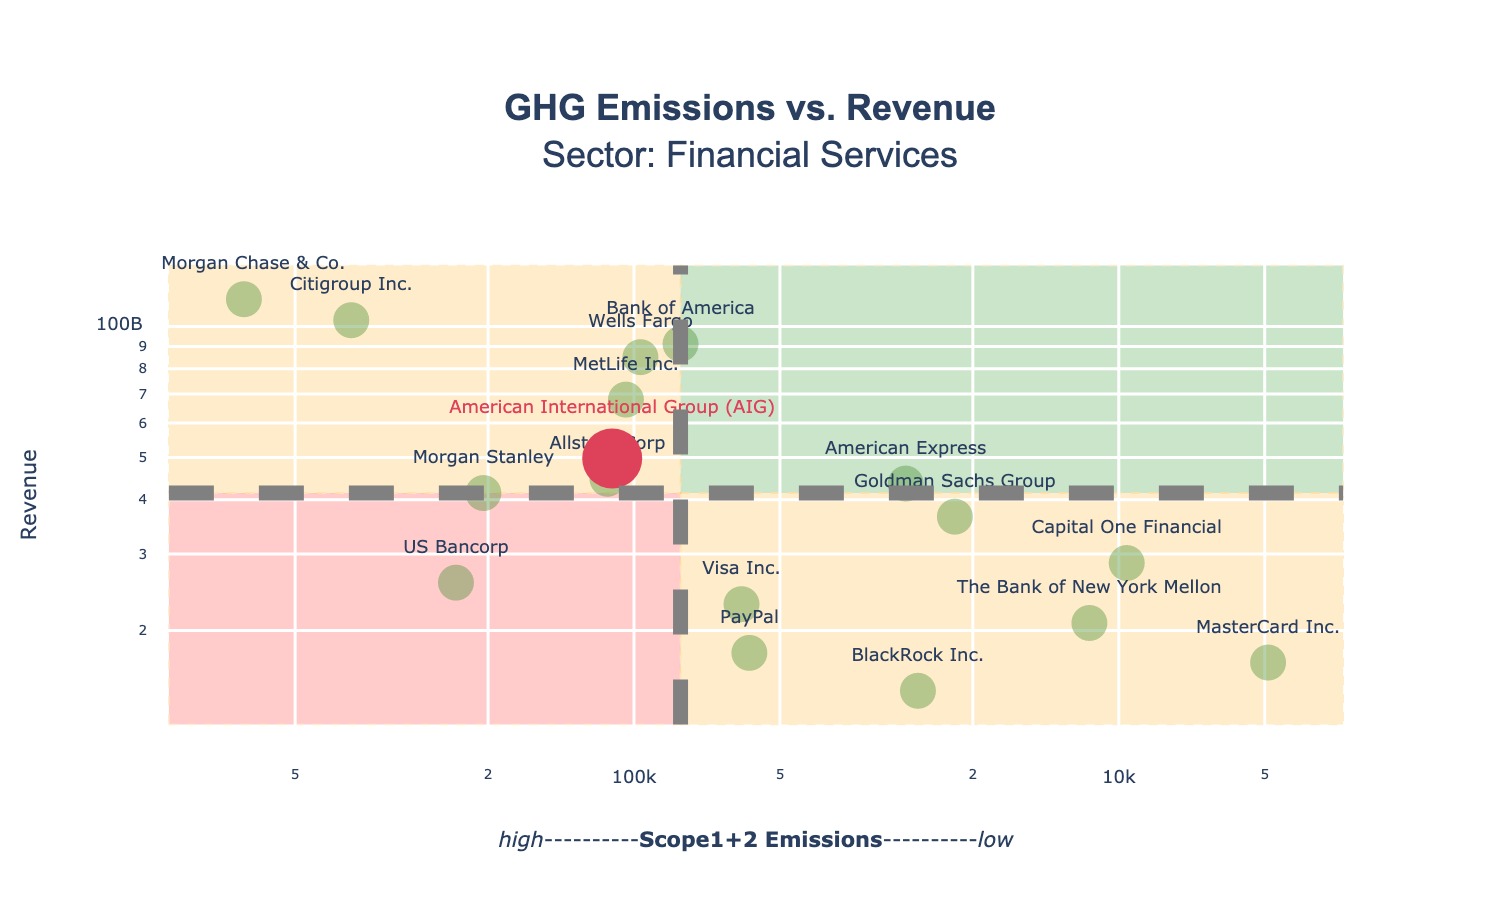 GHG Emissions vs. Revenue
Sector: Financial Services
Morgan Chase & Co.
Citigroup Inc.
Bank of America
Wells Fargo
MetLife Inc.
American International Group (AIG)
Allstate Corp
Morgan Stanley
American Express
Goldman Sachs Group
Capital One Financial
US Bancorp
Visa Inc.
The Bank of New York Mellon
PayPal
MasterCard Inc.
BlackRock Inc.
100B
9
8
7
6
5
4
3
2
Revenue
5
2
100k
5
2
10k
5
high----------Scope1+2 Emissions----------low